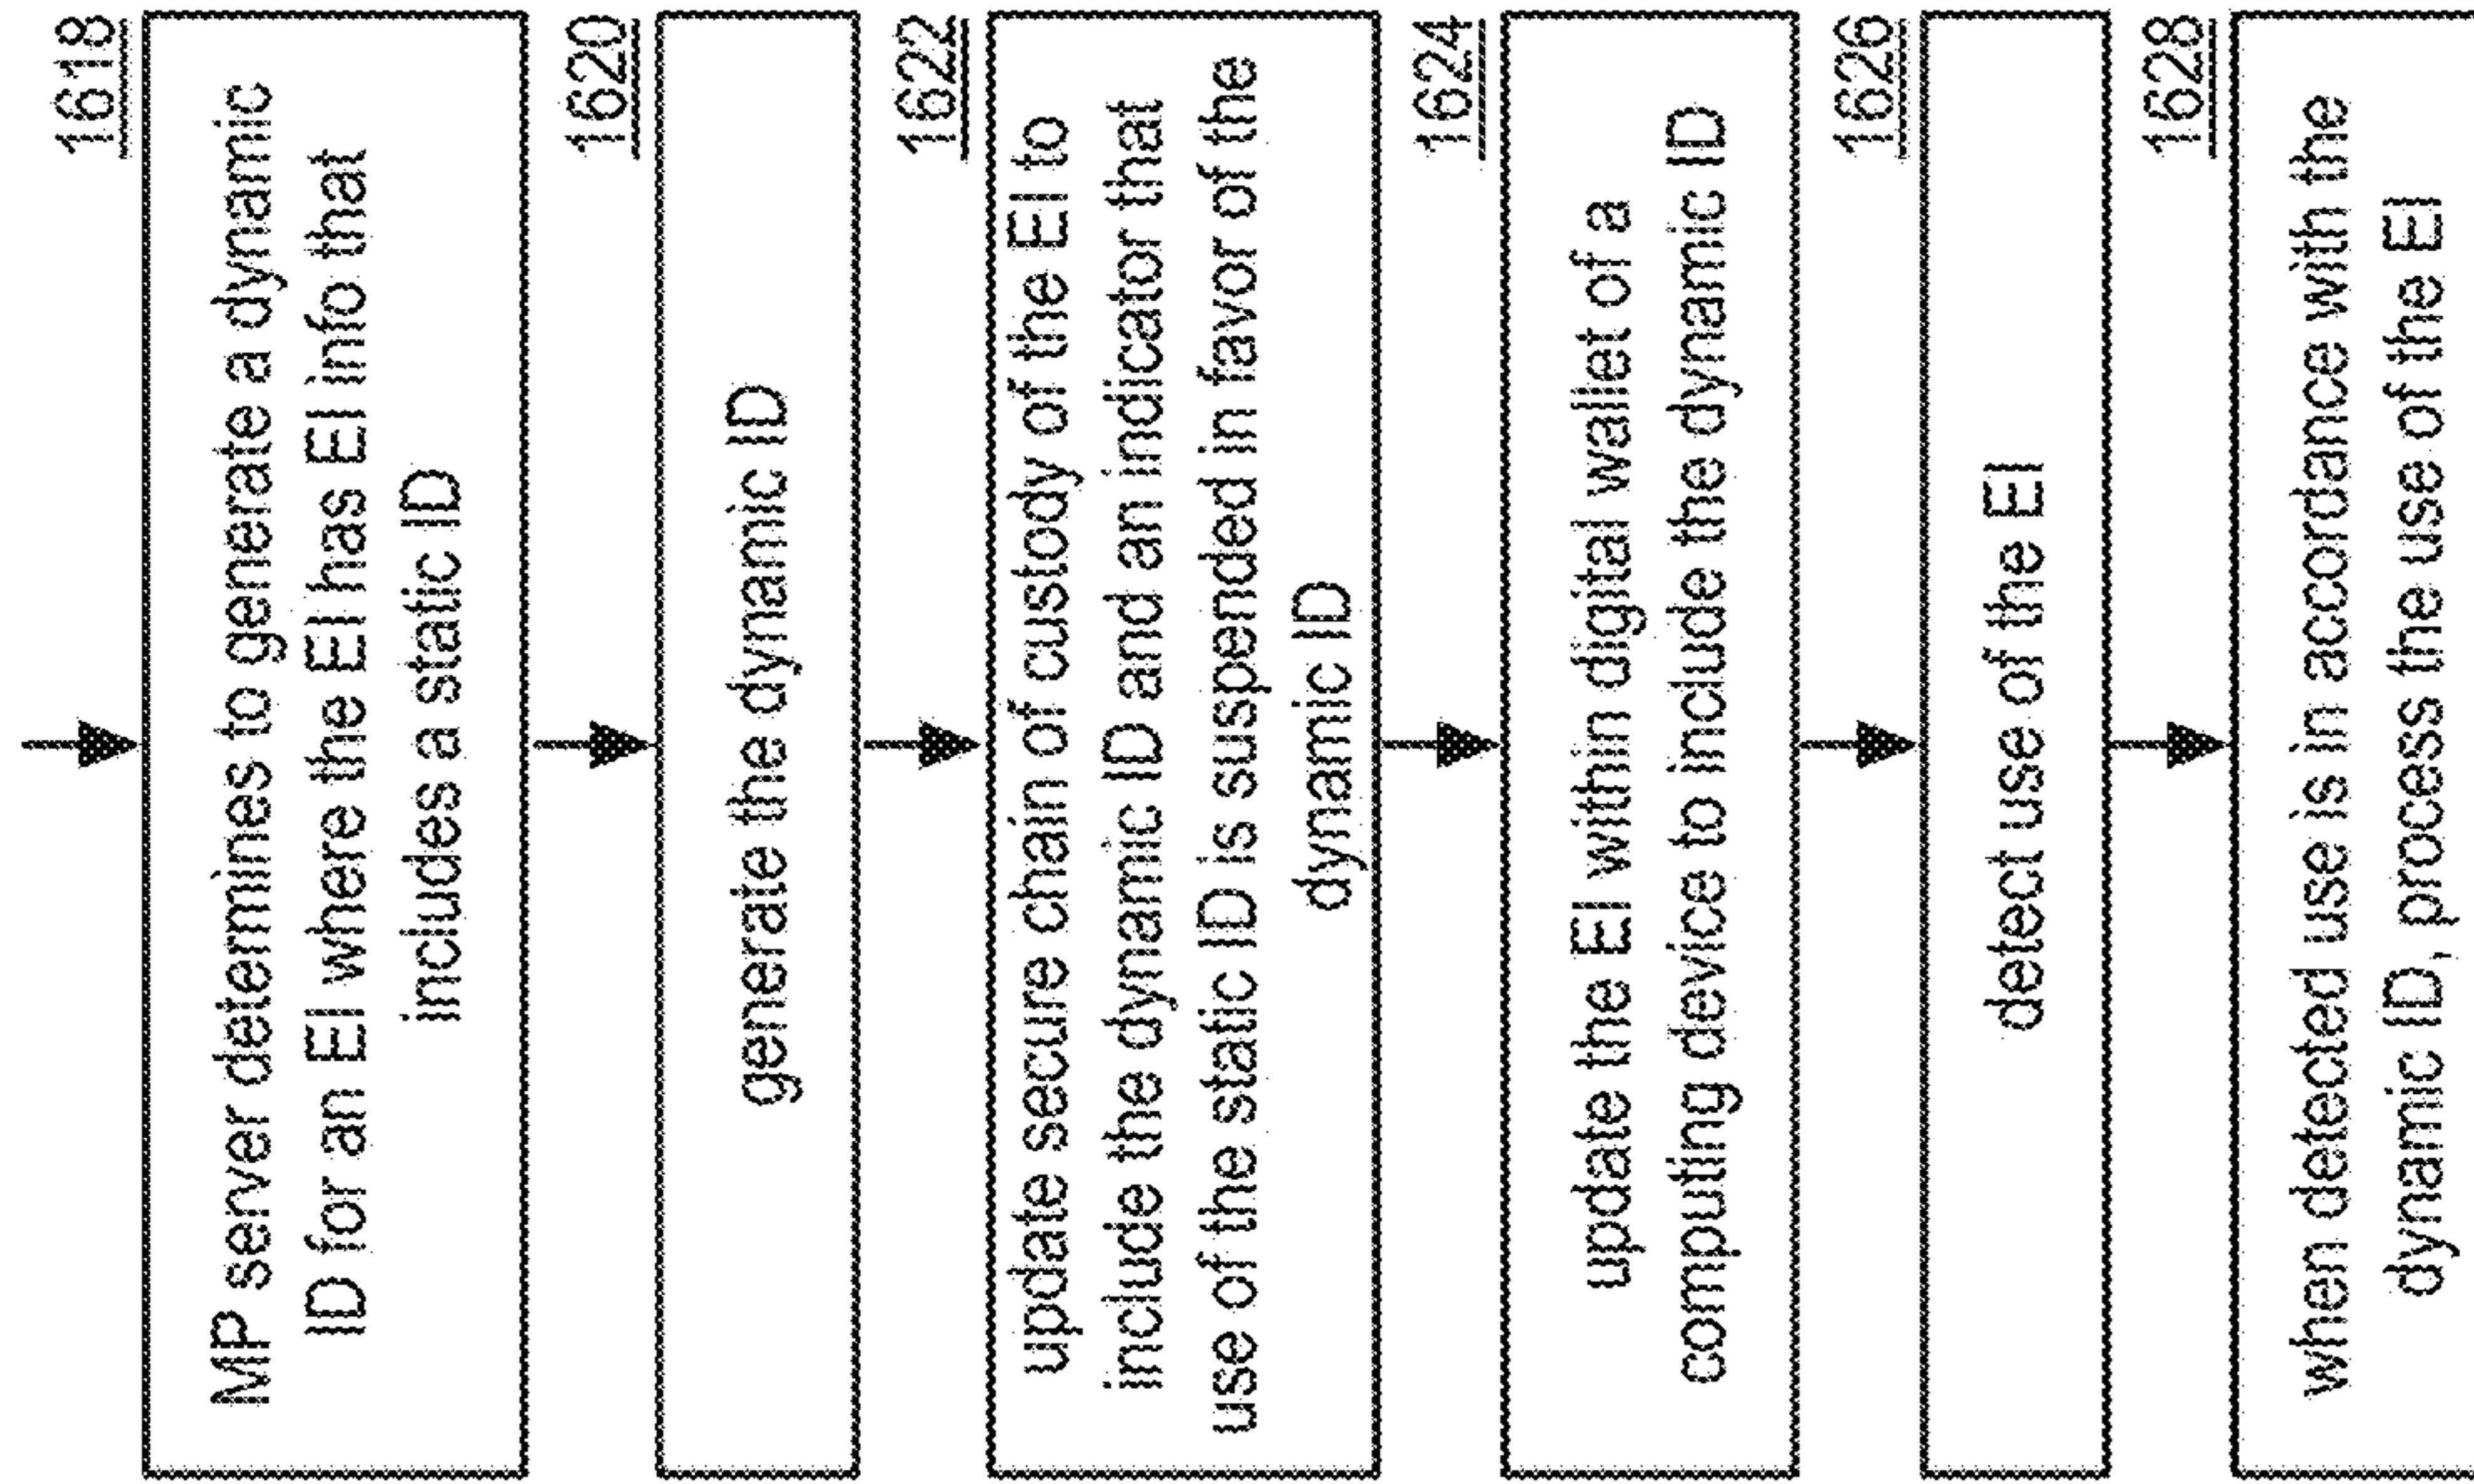 1618
MP server determines to generate a dynamic
ID for an EI where the EI has EI info that
includes a static ID
1620
generate the dynamic ID
1622
update secure chain of custody of the EI to
include the dynamic ID and an indicator that
use of the static ID is suspended in favor of the
dynamic ID
1624
update the EI within digital wallet of a
computing device to include the dynamic ID
1626
detect use of the EI
1628
when detected use is in accordance with the
dynamic ID, process the use of the EI